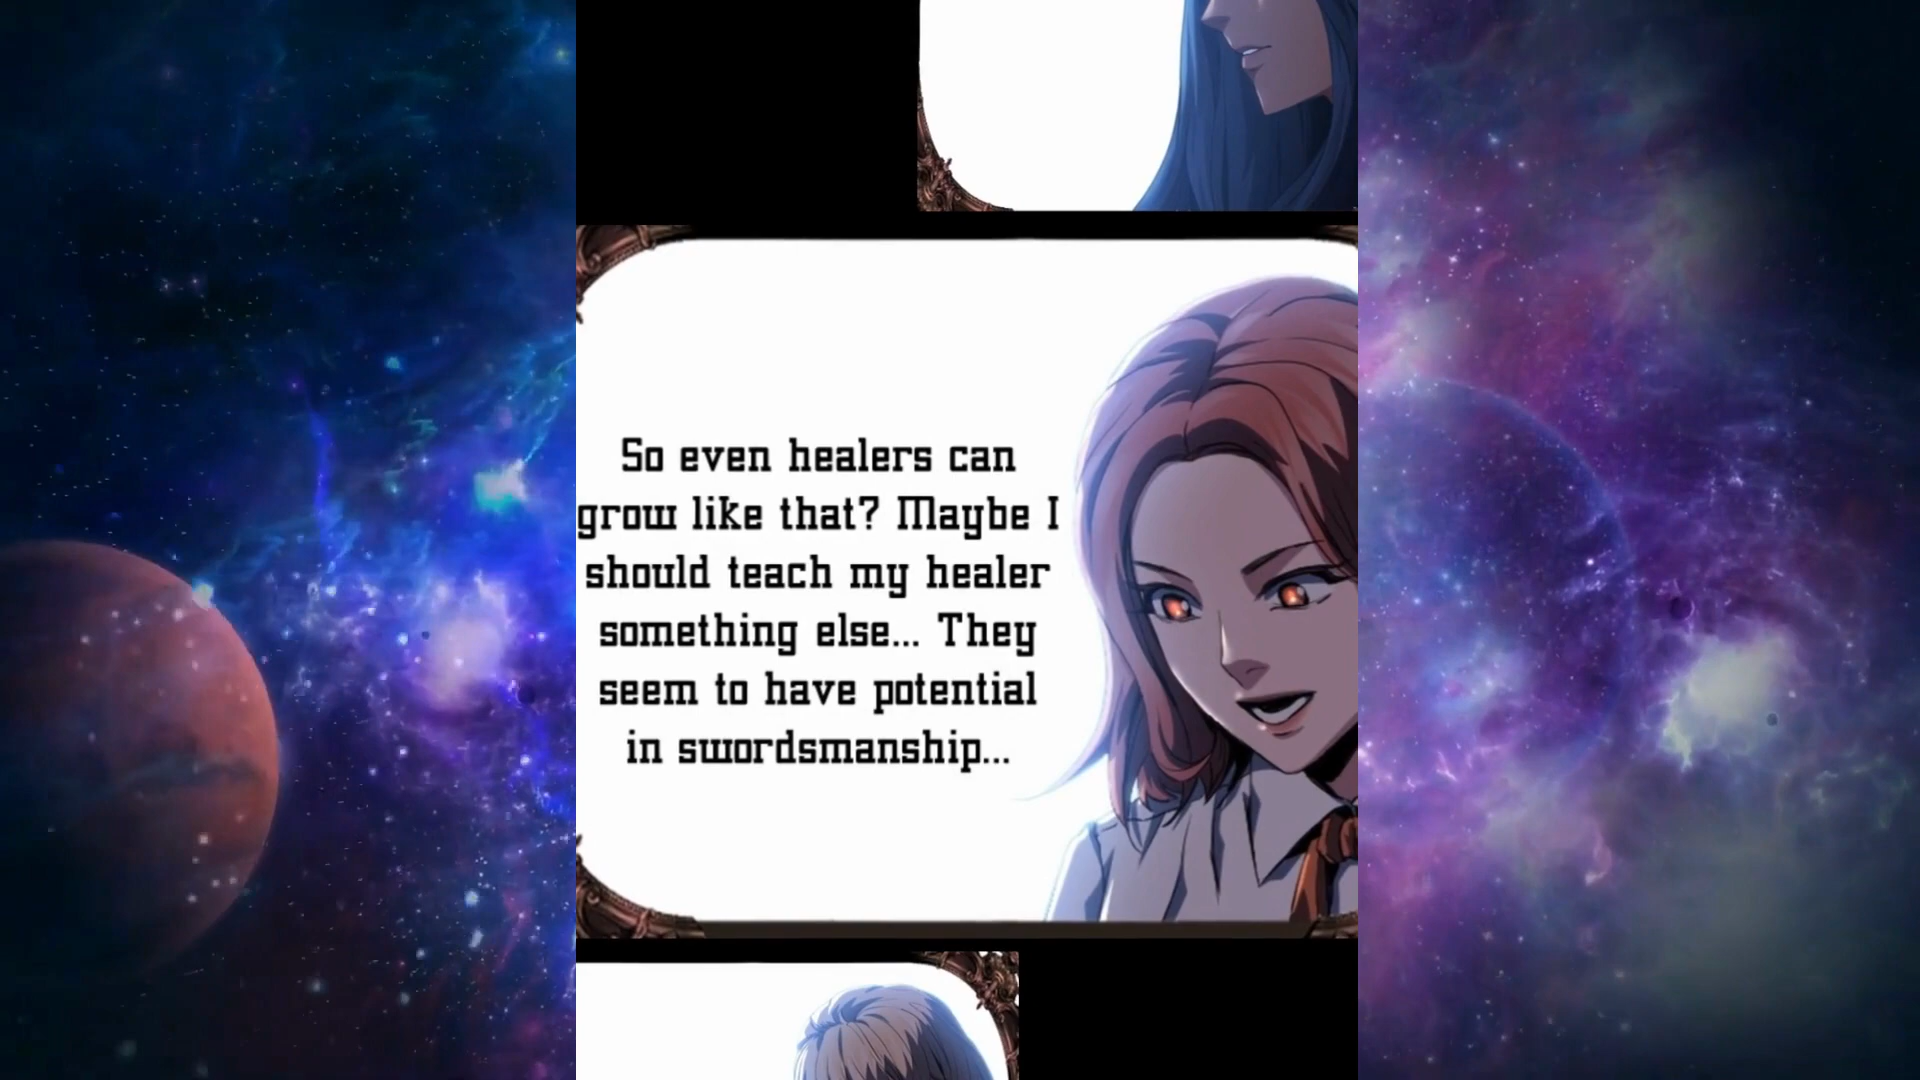 So even healers can
grow like that? Maybe I
should teach my healer
something else... They
seem to have potential
in swordsmanship...